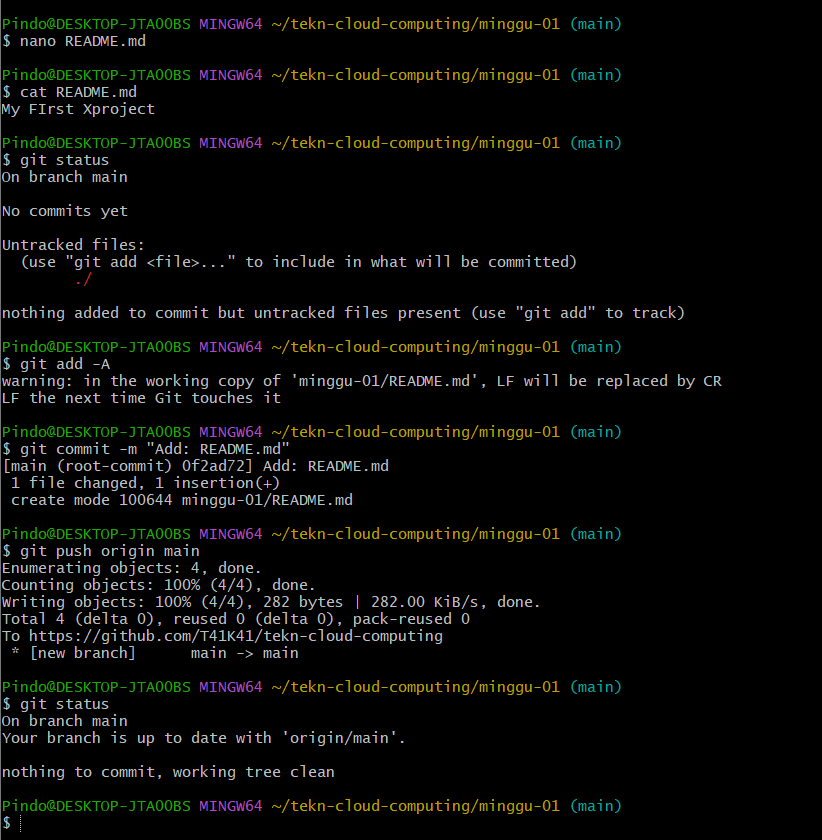 Pindo@DESKTOP-JTA00BS MINGW64 ~/tekn-cloud-computing/minggu-01 (main)
$ nano README.md
Pindo@DESKTOP-JTA00BS MINGW64 ~/tekn-cloud-computing/minggu-01 (main)
$ cat README.md
My FIrst Xproject
Pindo@DESKTOP-JTA00BS MINGW64 ~/tekn-cloud-computing/minggu-01 (main)
$ git status
On branch main
No commits yet
Untracked files:
  (use "git add <file>..." to include in what will be committed)
        ./
nothing added to commit but untracked files present (use "git add" to track)
Pindo@DESKTOP-JTA00BS MINGW64 ~/tekn-cloud-computing/minggu-01 (main)
$ git add -A
warning: in the working copy of 'minggu-01/README.md', LF will be replaced by CR
LF the next time Git touches it
Pindo@DESKTOP-JTA00BS MINGW64 ~/tekn-cloud-computing/minggu-01 (main)
$ git commit -m "Add: README.md"
[main (root-commit) 0f2ad72] Add: README.md
 1 file changed, 1 insertion(+)
 create mode 100644 minggu-01/README.md
Pindo@DESKTOP-JTA00BS MINGW64 ~/tekn-cloud-computing/minggu-01 (main)
$ git push origin main
Enumerating objects: 4, done.
Counting objects: 100% (4/4), done.
Writing objects: 100% (4/4), 282 bytes | 282.00 KiB/s, done.
Total 4 (delta 0), reused 0 (delta 0), pack-reused 0
To https://github.com/T41K41/tekn-cloud-computing
 * [new branch]      main -> main
Pindo@DESKTOP-JTA00BS MINGW64 ~/tekn-cloud-computing/minggu-01 (main)
$ git status
On branch main
Your branch is up to date with 'origin/main'.
nothing to commit, working tree clean
Pindo@DESKTOP-JTA00BS MINGW64 ~/tekn-cloud-computing/minggu-01 (main)
$